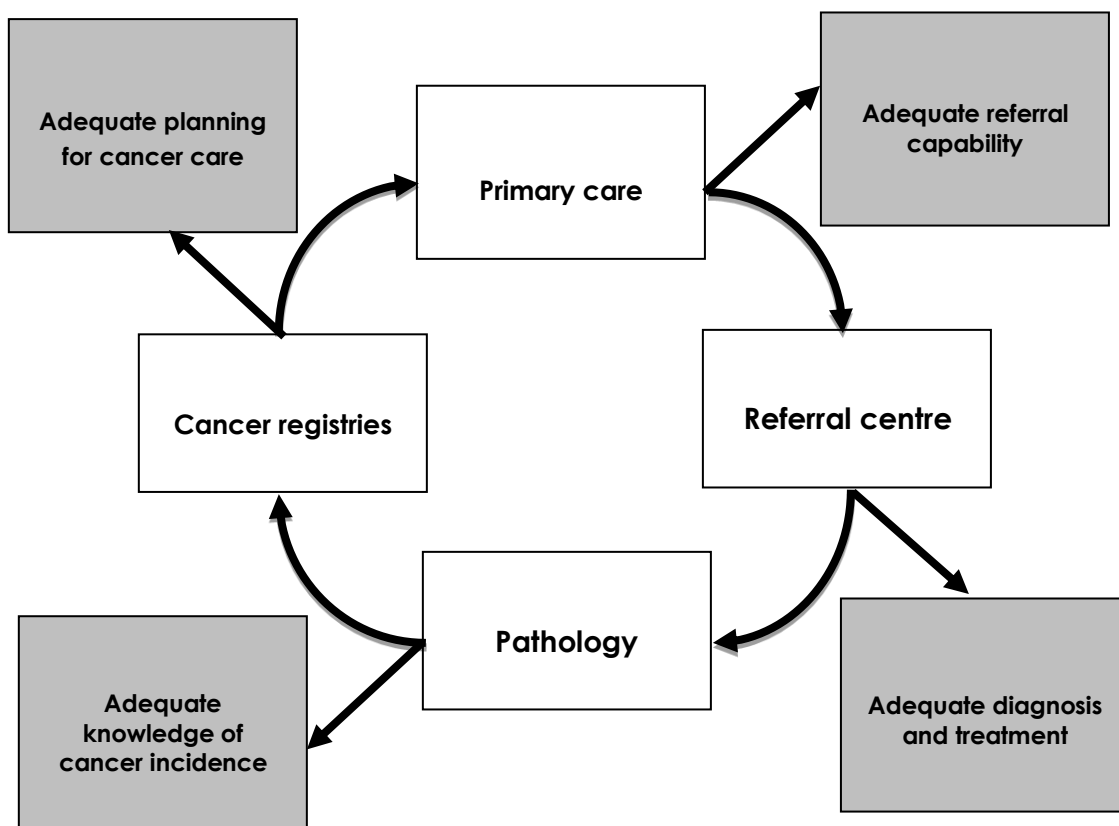 Adequate planning
for cancer care
Primary care
Adequate referral
capability
Cancer registries
Referral centre
Pathology
Adequate
knowledge of
cancer incidence
Adequate diagnosis
and treatment